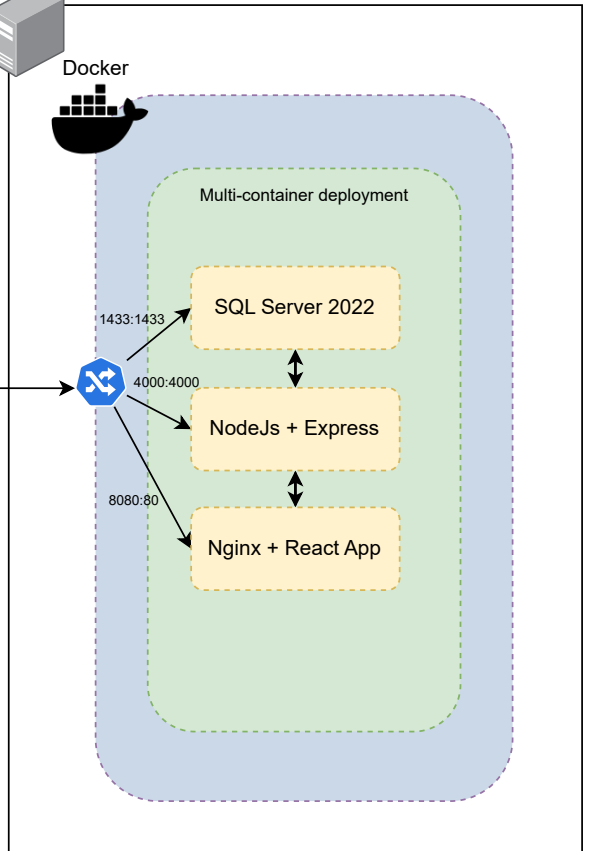 Docker
Multi-container deployment
SQL Server 2022
1433:1433
4000:4000
NodeJs + Express
8080:80
Nginx + React App